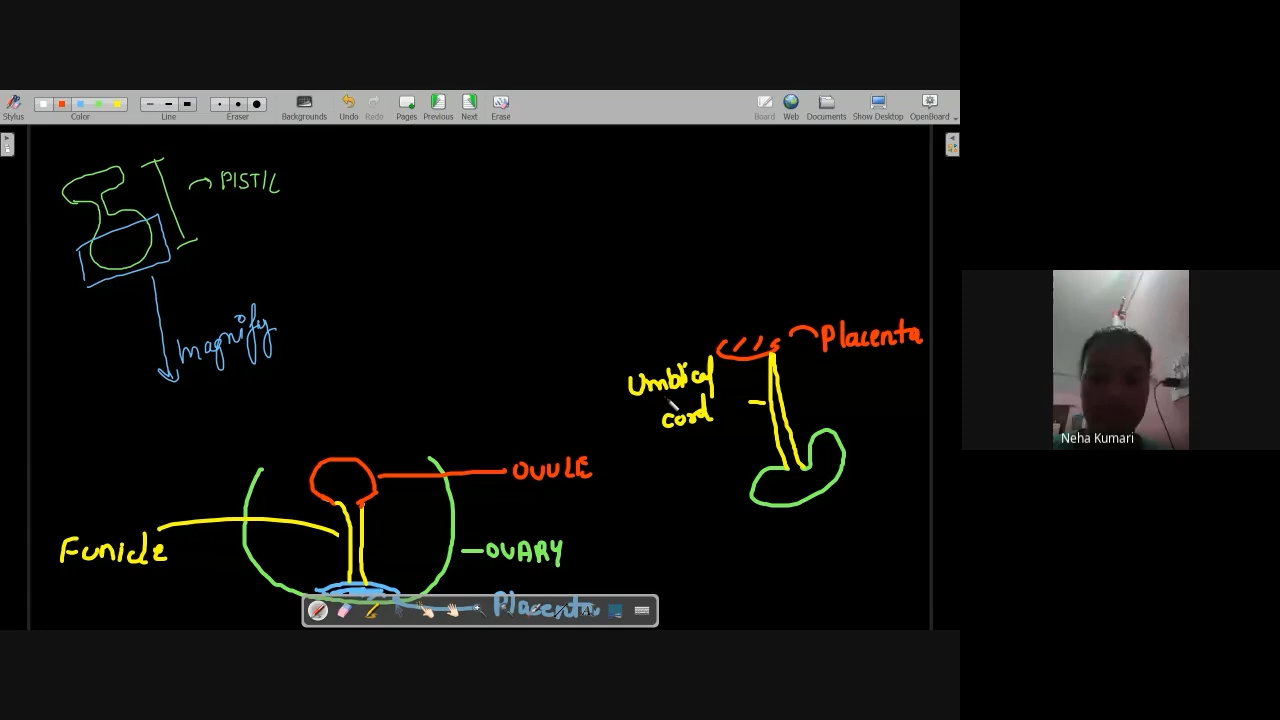 Stylus
Color
Line
Eraser
Backgrounds
Undo
Redo
Pages
Previous
Next
Erase
Board
Web
Documents
Show Desktop
OpenBoard
PISTIL
magnify
Placenta
Umblical
cord
OVULE
Funicle
OVARY
Placenta
Neha Kumari